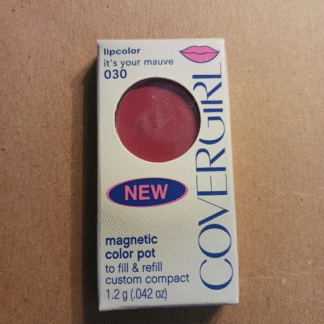 lipcolor
it's your mauve
030
COVERGIRL
NEW
magnetic
color pot
to fill & refill
custom compact
1.2 g (.042 oz)